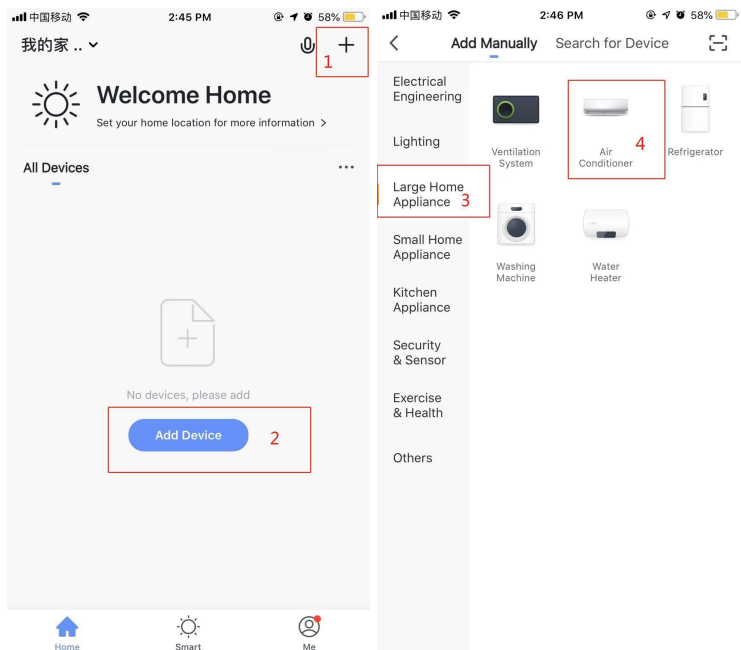 中国移动 2:45 PM 58%
我的家 ..
1
Welcome Home
Set your home location for more information >
All Devices
No devices, please add
Add Device 2
Home Smart Me
中国移动 2:46 PM 58%
Add Manually Search for Device
Electrical
Engineering
Lighting
Large Home
Appliance 3
Small Home
Appliance
Kitchen
Appliance
Security
& Sensor
Exercise
& Health
Others
Ventilation
System
Air
Conditioner
4
Refrigerator
Washing
Machine
Water
Heater